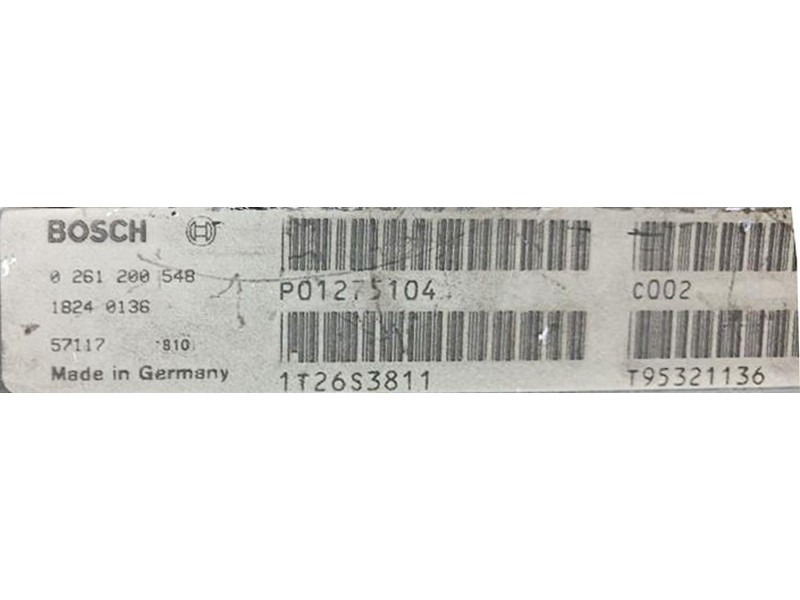 BOSCH
0 261 200 548
1824 0136
57117 810
Made in Germany
P01275104
C002
1T26S3811
T95321136